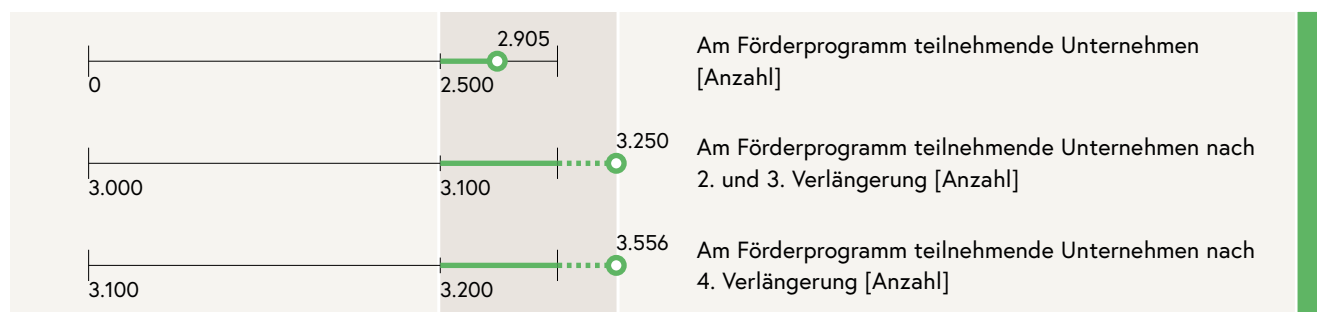 2.905
0
2.500
Am Förderprogramm teilnehmende Unternehmen
[Anzahl]
3.250
3.000
3.100
Am Förderprogramm teilnehmende Unternehmen nach
2. und 3. Verlängerung [Anzahl]
3.556
3.100
3.200
Am Förderprogramm teilnehmende Unternehmen nach
4. Verlängerung [Anzahl]